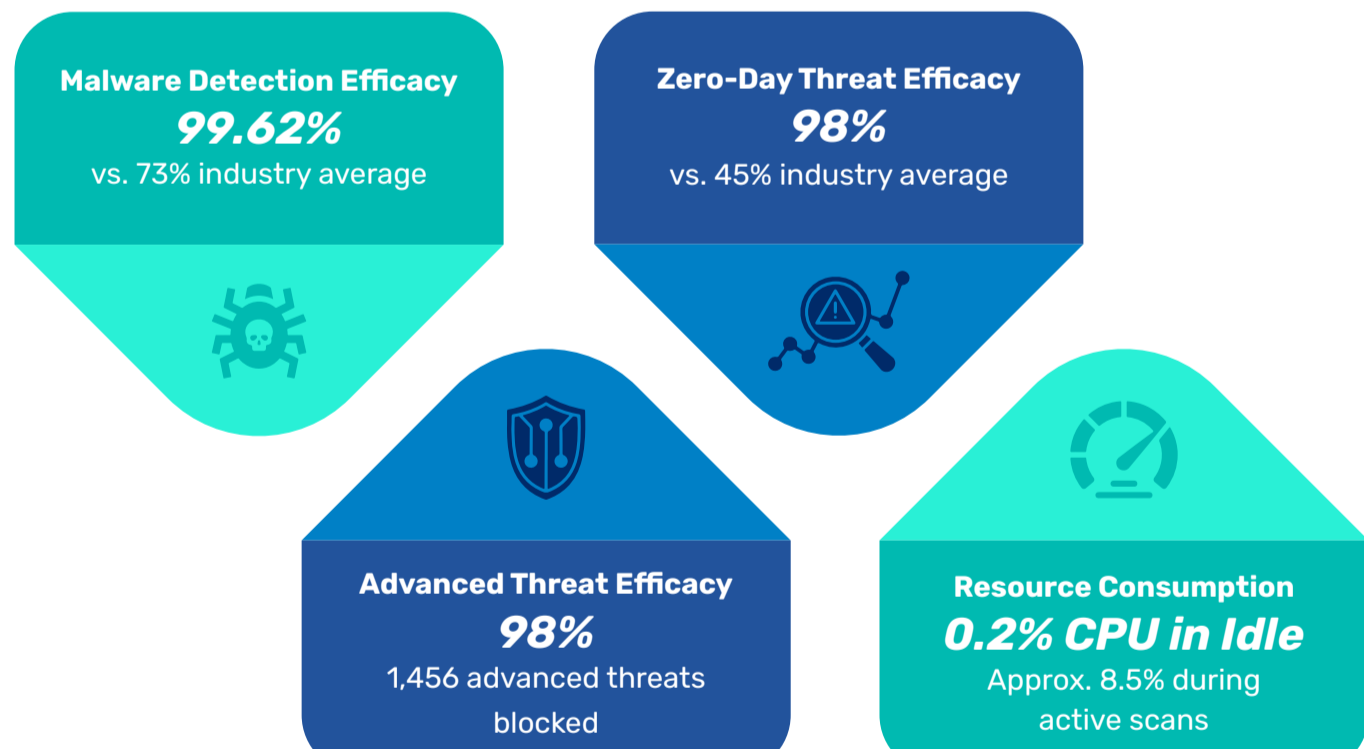 Malware Detection Efficacy
99.62%
vs. 73% industry average
Zero-Day Threat Efficacy
98%
vs. 45% industry average
Advanced Threat Efficacy
98%
1,456 advanced threats
blocked
Resource Consumption
0.2% CPU in Idle
Approx. 8.5% during
active scans